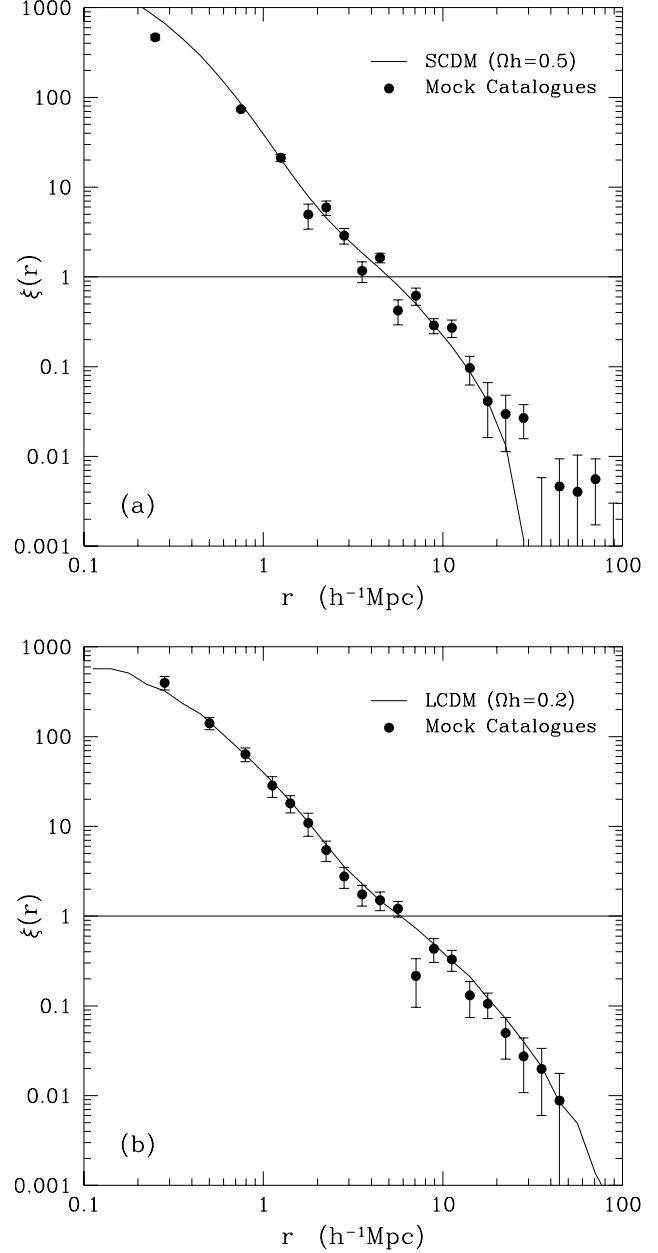 1000
SCDM (Ωh=0.5)
Mock Catalogues
100
10
ξ(r)
1
0.1
0.01
(a)
0.001
0.1 1 10 100
r (h⁻¹Mpc)
1000
LCDM (Ωh=0.2)
Mock Catalogues
100
10
ξ(r)
1
0.1
0.01
(b)
0.001
0.1 1 10 100
r (h⁻¹Mpc)